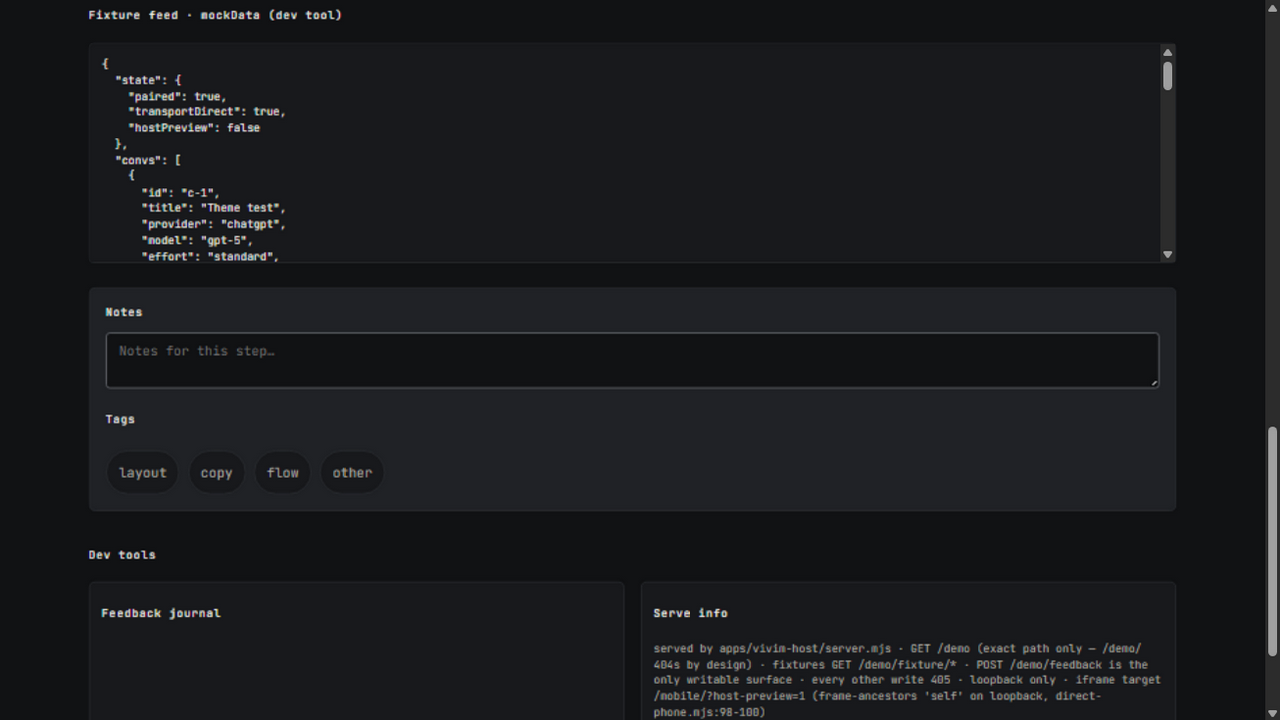 Fixture feed · mockData (dev tool)
{
"state": {
"paired": true,
"transportDirect": true,
"hostPreview": false
},
"convs": [
{
"id": "c-1",
"title": "Theme test",
"provider": "chatgpt",
"model": "gpt-5",
"effort": "standard",
Notes
Notes for this step…
Tags
layout copy flow other
Dev tools
Feedback journal
Serve info
served by apps/vivim-host/server.mjs · GET /demo (exact path only — /demo/
404s by design) · fixtures GET /demo/fixture/* · POST /demo/feedback is the
only writable surface · every other write 405 · loopback only · iframe target
/mobile/?host-preview=1 (frame-ancestors 'self' on loopback, direct-
phone.mjs:98-100)